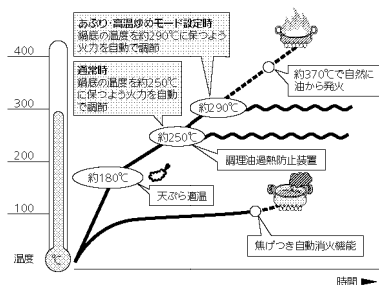 あぶり・高温炒めモード設定時
鍋底の温度を約290℃に保つよう
火力を自動で調節
通常時
鍋底の温度を約250℃
に保つよう火力を自動
で調節
400
300
200
100
温度
℃
約290℃
約250℃
約180℃
約370℃で自然に
油から発火
調理油過熱防止装置
天ぷら適温
焦げつき自動消火機能
時間